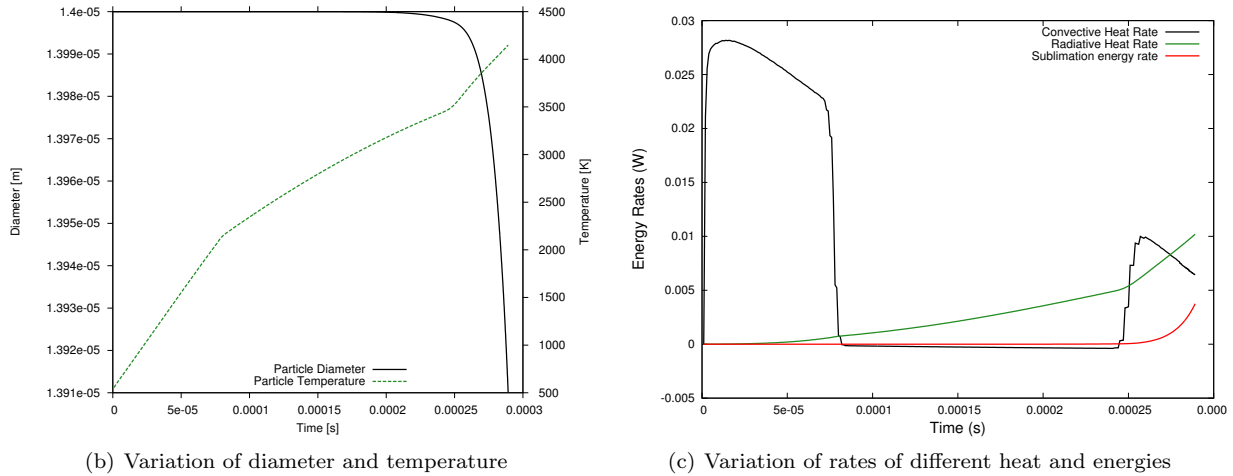 1.4e-05
1.399e-05
1.398e-05
1.397e-05
1.396e-05
1.395e-05
1.394e-05
1.393e-05
1.392e-05
1.391e-05
Diameter [m]
0
5e-05
0.0001
0.00015
0.0002
0.00025
0.0003
Time [s]
4500
4000
3500
3000
2500
2000
1500
1000
500
Temperature [K]
Particle Diameter
Particle Temperature
(b) Variation of diameter and temperature
0.03
0.025
0.02
0.015
0.01
0.005
0
-0.005
Energy Rates (W)
0
5e-05
0.0001
0.00015
0.0002
0.00025
0.000
Time (s)
Convective Heat Rate
Radiative Heat Rate
Sublimation energy rate
(c) Variation of rates of different heat and energies